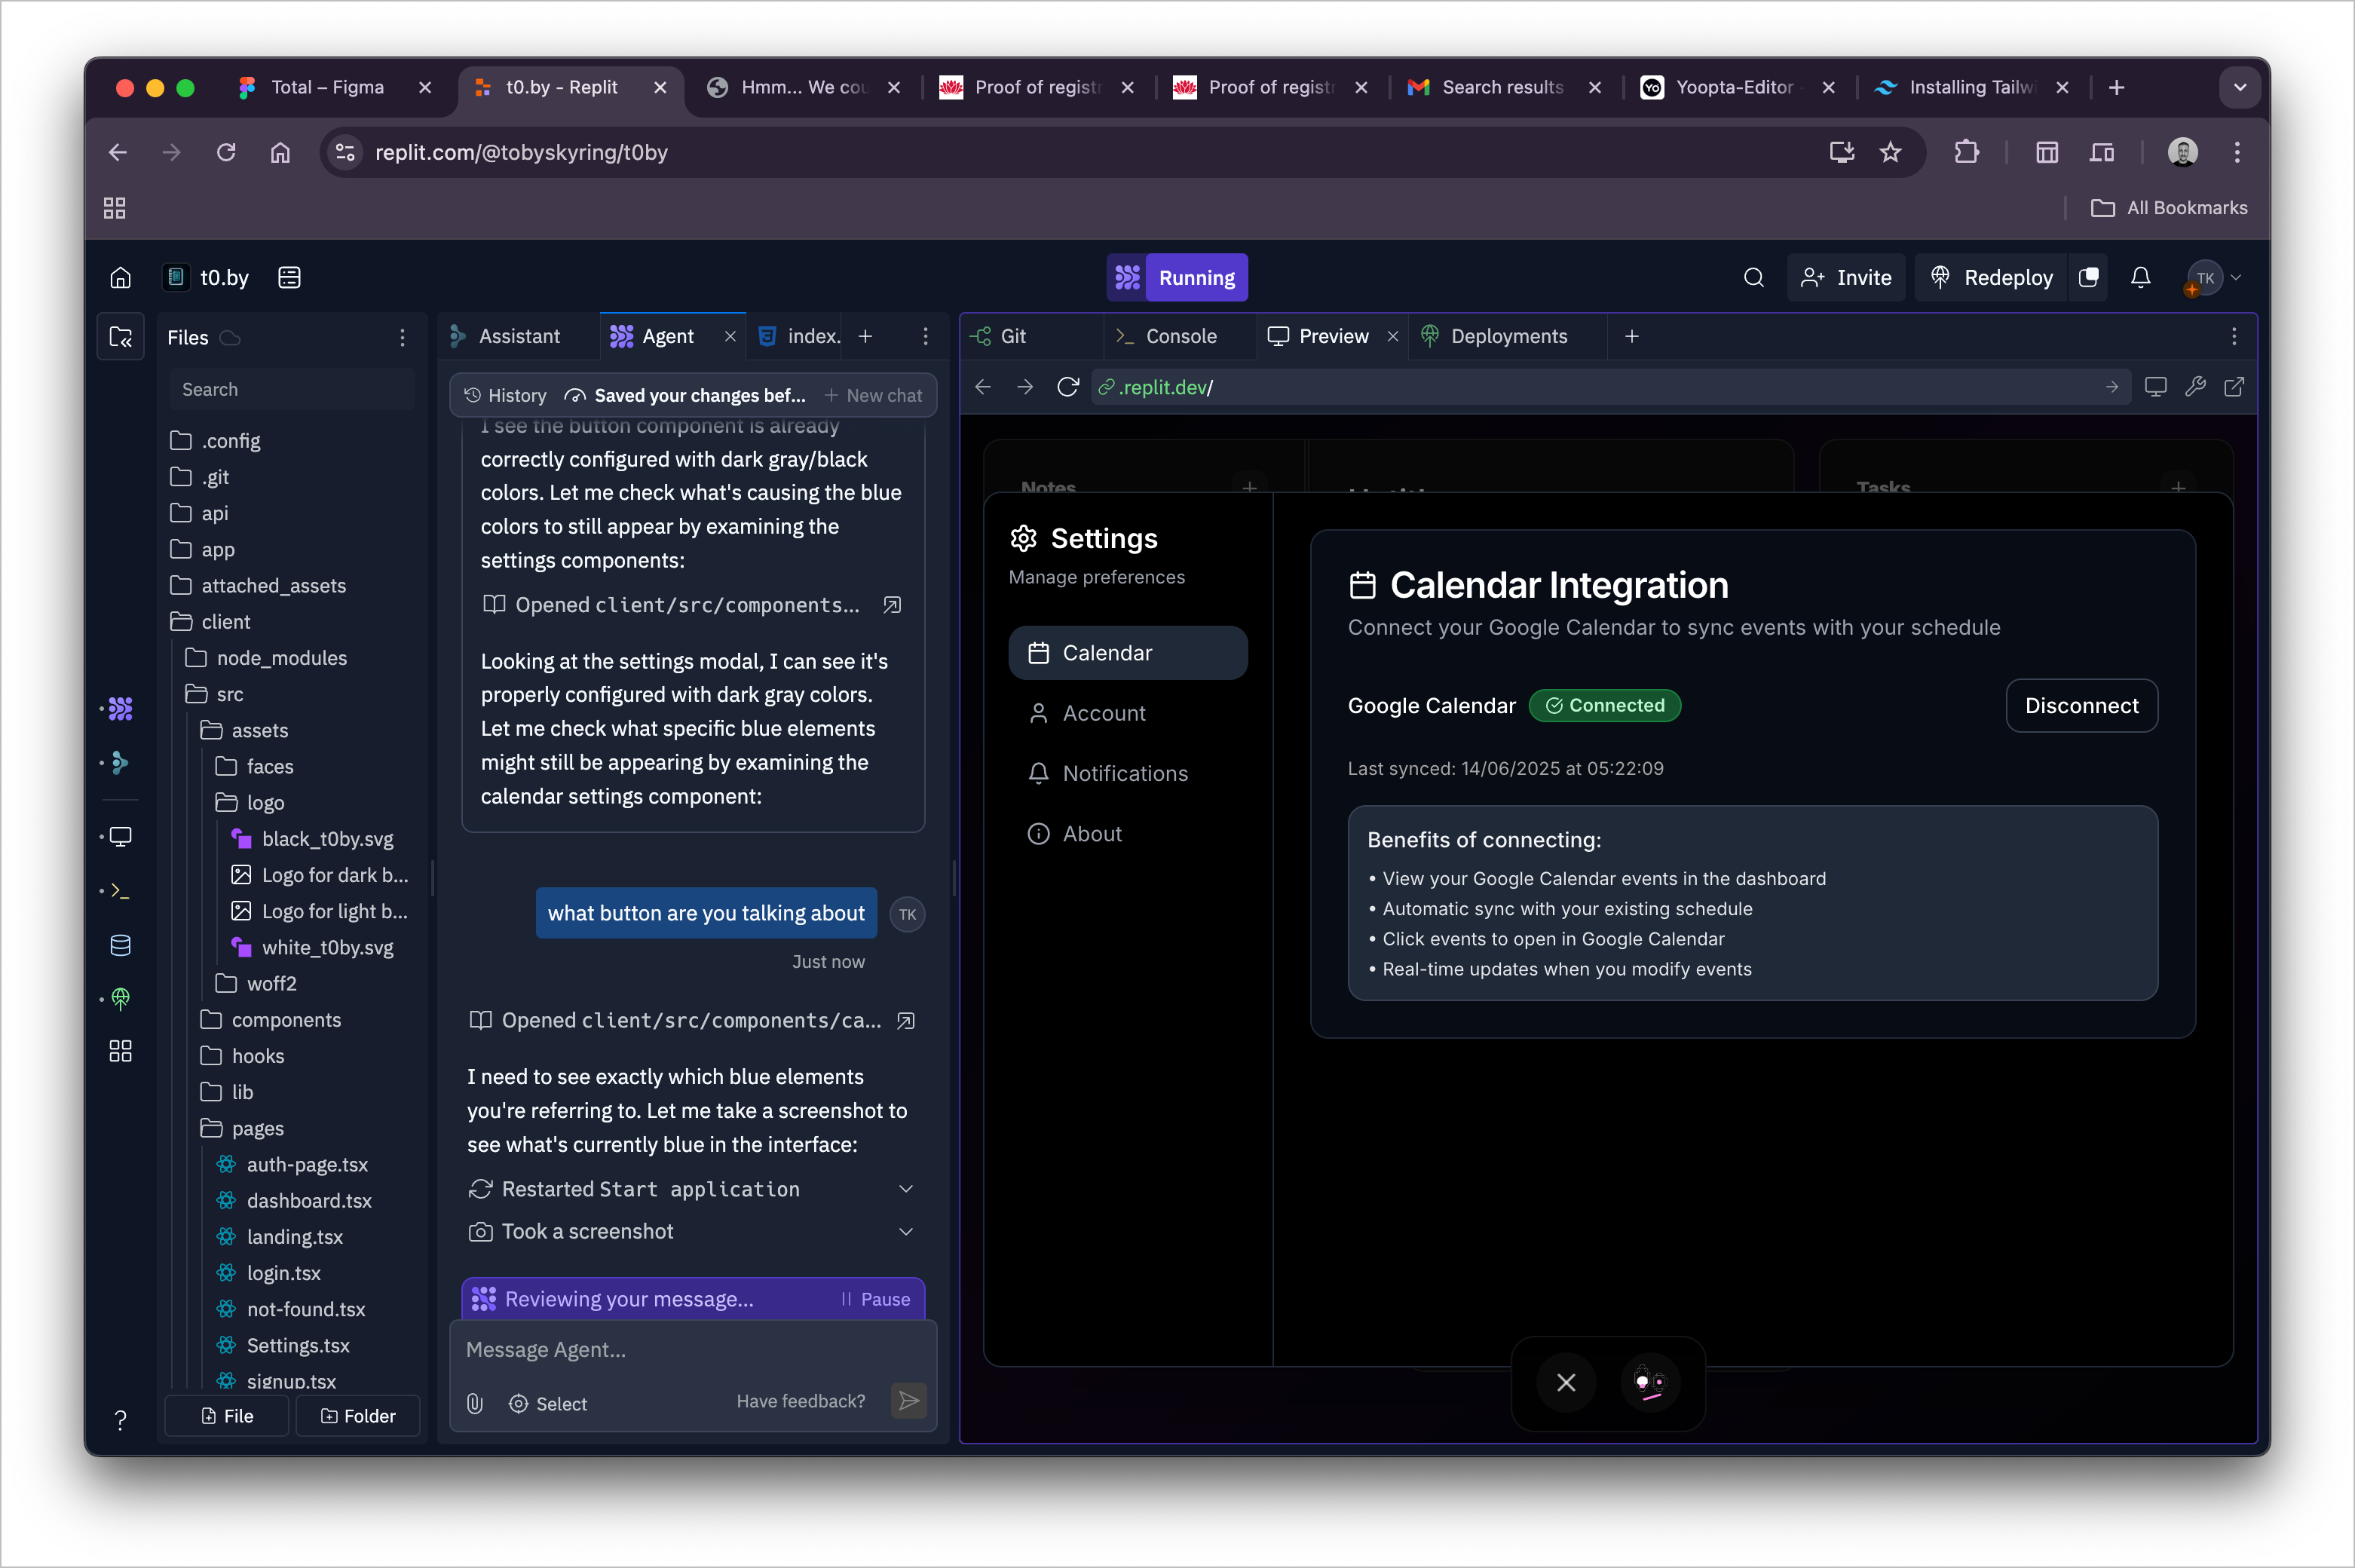 Total – Figma
t0.by - Replit
Hmm... We cou
Proof of registr
Proof of registr
Search results
Yoopta-Editor
Installing Tailwi
replit.com/@tobyskyring/t0by
All Bookmarks
t0.by
Running
Invite
Redeploy
TK
Files
Search
.config
.git
api
app
attached_assets
client
node_modules
src
assets
faces
logo
black_t0by.svg
Logo for dark b...
Logo for light b...
white_t0by.svg
woff2
components
hooks
lib
pages
auth-page.tsx
dashboard.tsx
landing.tsx
login.tsx
not-found.tsx
Settings.tsx
signup.tsx
File
Folder
Assistant
Agent
index.
History
Saved your changes bef...
New chat
I see the button component is already
correctly configured with dark gray/black
colors. Let me check what's causing the blue
colors to still appear by examining the
settings components:
Opened client/src/components...
Looking at the settings modal, I can see it's
properly configured with dark gray colors.
Let me check what specific blue elements
might still be appearing by examining the
calendar settings component:
what button are you talking about
TK
Just now
Opened client/src/components/ca...
I need to see exactly which blue elements
you're referring to. Let me take a screenshot to
see what's currently blue in the interface:
Restarted Start application
Took a screenshot
Reviewing your message...
Pause
Message Agent...
Select
Have feedback?
Git
Console
Preview
Deployments
.replit.dev/
Notes
Tasks
Settings
Manage preferences
Calendar
Account
Notifications
About
Calendar Integration
Connect your Google Calendar to sync events with your schedule
Google Calendar
Connected
Disconnect
Last synced: 14/06/2025 at 05:22:09
Benefits of connecting:
• View your Google Calendar events in the dashboard
• Automatic sync with your existing schedule
• Click events to open in Google Calendar
• Real-time updates when you modify events